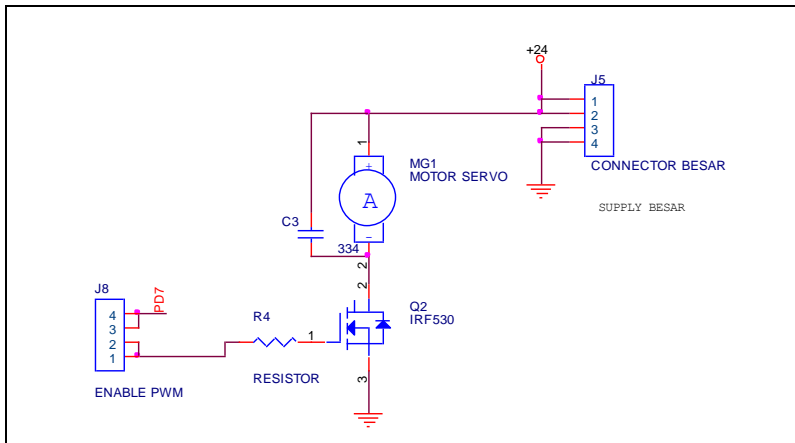 +24
J5
1
2
3
4
CONNECTOR BESAR
SUPPLY BESAR
1
+
MG1
MOTOR SERVO
A
-
C3
334
2
2
Q2
IRF530
J8
4
3
2
1
PD7
R4
1
RESISTOR
3
ENABLE PWM